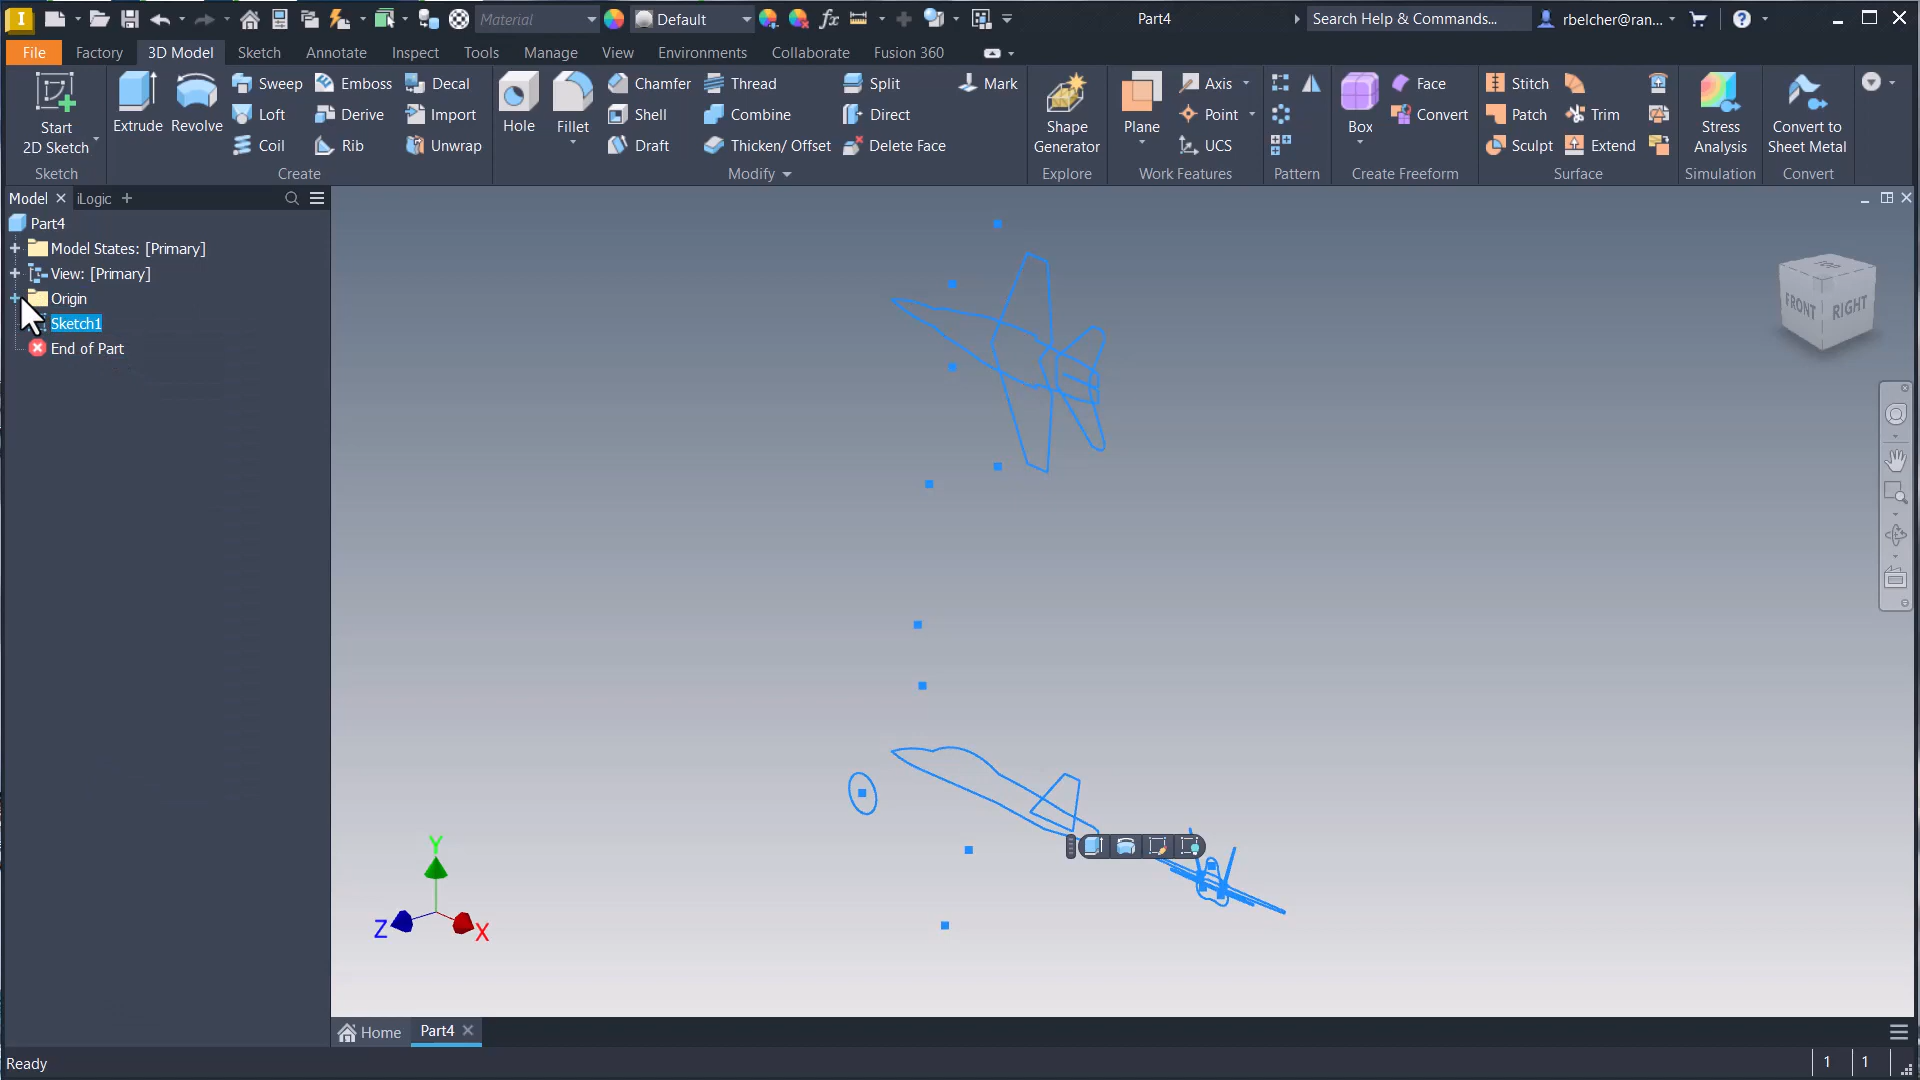 I Material Default fx Part4 Search Help & Commands... rbelcher@ran... ?
File Factory 3D Model Sketch Annotate Inspect Tools Manage View Environments Collaborate Fusion 360
Start
2D Sketch
Sketch
Extrude
Revolve
Sweep
Loft
Coil
Emboss
Derive
Rib
Decal
Import
Unwrap
Create
Hole
Fillet
Chamfer
Shell
Draft
Thread
Combine
Thicken/ Offset
Split
Direct
Delete Face
Mark
Modify
Shape
Generator
Explore
Plane
Axis
Point
UCS
Work Features
Pattern
Box
Face
Convert
Create Freeform
Stitch
Patch
Sculpt
Trim
Extend
Surface
Stress
Analysis
Simulation
Convert to
Sheet Metal
Convert
Model iLogic
Part4
Model States: [Primary]
View: [Primary]
Origin
Sketch1
End of Part
TOP
FRONT RIGHT
Y
Z X
Home Part4
Ready 1 1